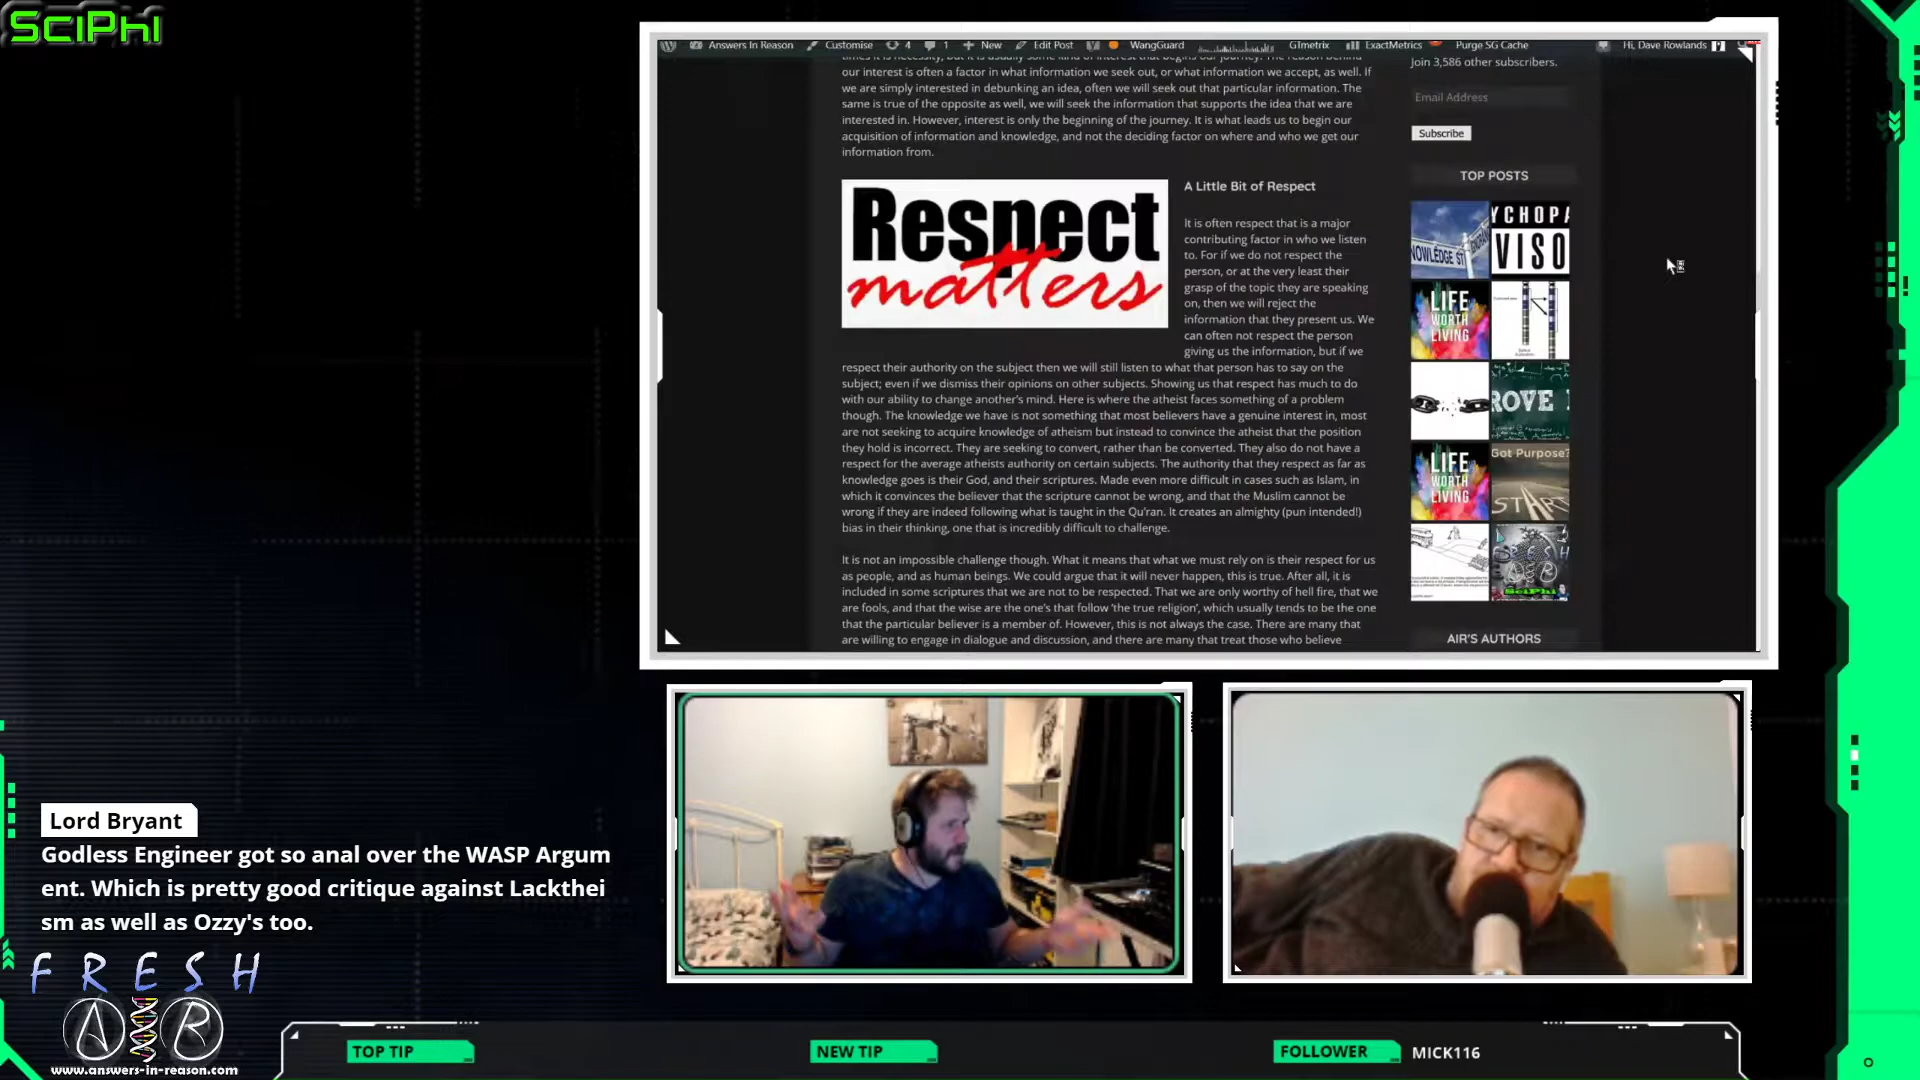 SciPhi
Answers In Reason Customise 4 1 New Edit Post WangGuard GTmetrix ExactMetrics Purge SG Cache Hi, Dave Rowlands
our interest is often a factor in what information we seek out, or what information we accept, as well. If
we are simply interested in debunking an idea, often we will seek out that particular information. The
same is true of the opposite as well, we will seek the information that supports the idea that we are
interested in. However, interest is only the beginning of the journey. It is what leads us to begin our
acquisition of information and knowledge, and not the deciding factor on where and who we get our
information from.
Respect
matters
A Little Bit of Respect
It is often respect that is a major
contributing factor in who we listen
to. For if we do not respect the
person, or at the very least their
grasp of the topic they are speaking
on, then we will reject the
information that they present us. We
can often not respect the person
giving us the information, but if we
respect their authority on the subject then we will still listen to what that person has to say on the
subject; even if we dismiss their opinions on other subjects. Showing us that respect has much to do
with our ability to change another's mind. Here is where the atheist faces something of a problem
though. The knowledge we have is not something that most believers have a genuine interest in, most
are not seeking to acquire knowledge of atheism but instead to convince the atheist that the position
they hold is incorrect. They are seeking to convert, rather than be converted. They also do not have a
respect for the average atheists authority on certain subjects. The authority that they respect as far as
knowledge goes is their God, and their scriptures. Made even more difficult in cases such as Islam, in
which it convinces the believer that the scripture cannot be wrong, and that the Muslim cannot be
wrong if they are indeed following what is taught in the Qu'ran. It creates an almighty (pun intended!)
bias in their thinking, one that is incredibly difficult to challenge.
It is not an impossible challenge though. What it means that what we must rely on is their respect for us
as people, and as human beings. We could argue that it will never happen, this is true. After all, it is
included in some scriptures that we are not to be respected. That we are only worthy of hell fire, that we
are fools, and that the wise are the one's that follow 'the true religion', which usually tends to be the one
that the particular believer is a member of. However, this is not always the case. There are many that
are willing to engage in dialogue and discussion, and there are many that treat those who believe
Join 3,586 other subscribers.
Email Address
Subscribe
TOP POSTS
NOWLEDGE ST
YCHOPA
VISO
LIFE
WORTH
LIVING
ROVE
LIFE
WORTH
LIVING
Got Purpose?
START
FRESH
SciPhi
AIR'S AUTHORS
Lord Bryant
Godless Engineer got so anal over the WASP Argum
ent. Which is pretty good critique against Lackthei
sm as well as Ozzy's too.
FRESH
A R
www.answers-in-reason.com
TOP TIP
NEW TIP
FOLLOWER MICK116